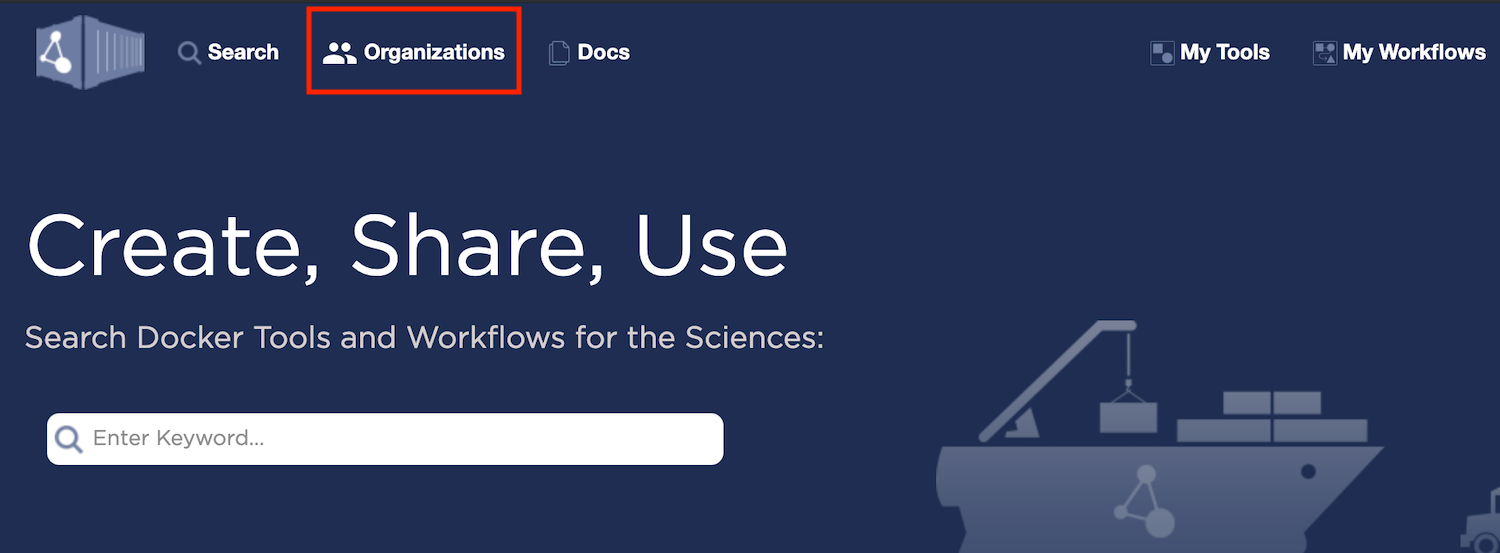 Search Organizations Docs My Tools My Workflows
Create, Share, Use
Search Docker Tools and Workflows for the Sciences:
Enter Keyword...